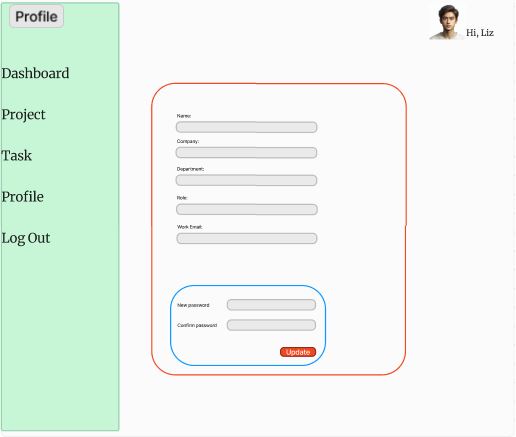 Profile
Hi, Liz
Dashboard
Project
Task
Profile
Log Out
Name:
Company:
Department:
Role:
Work Email:
New password
Confirm password
Update